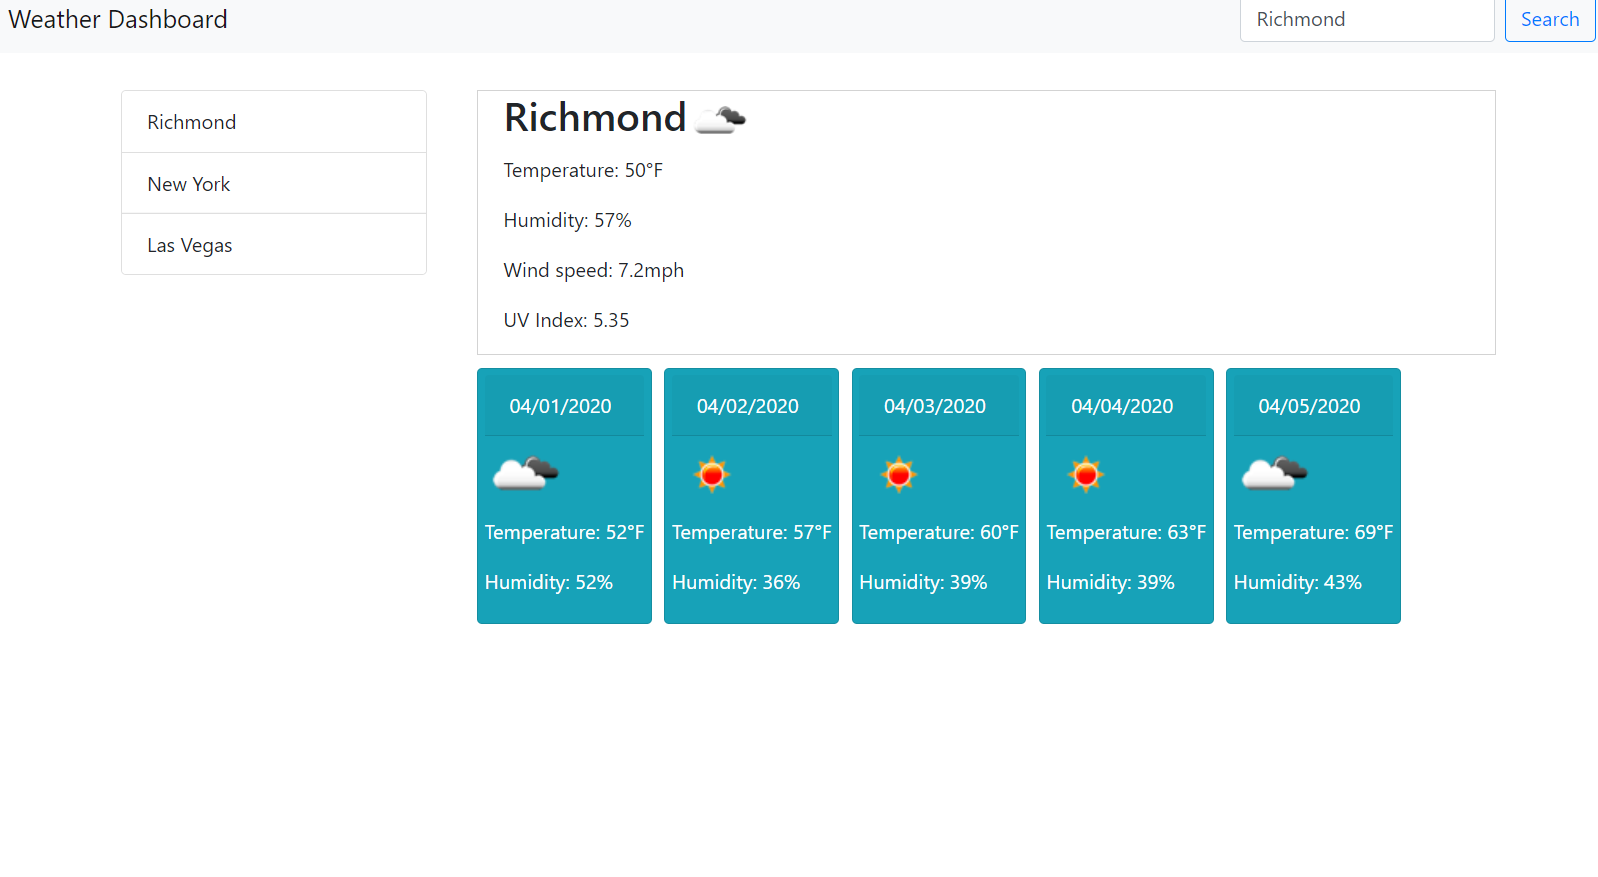 Weather Dashboard
Richmond
Search
Richmond
New York
Las Vegas
Richmond
Temperature: 50°F
Humidity: 57%
Wind speed: 7.2mph
UV Index: 5.35
04/01/2020
Temperature: 52°F
Humidity: 52%
04/02/2020
Temperature: 57°F
Humidity: 36%
04/03/2020
Temperature: 60°F
Humidity: 39%
04/04/2020
Temperature: 63°F
Humidity: 39%
04/05/2020
Temperature: 69°F
Humidity: 43%